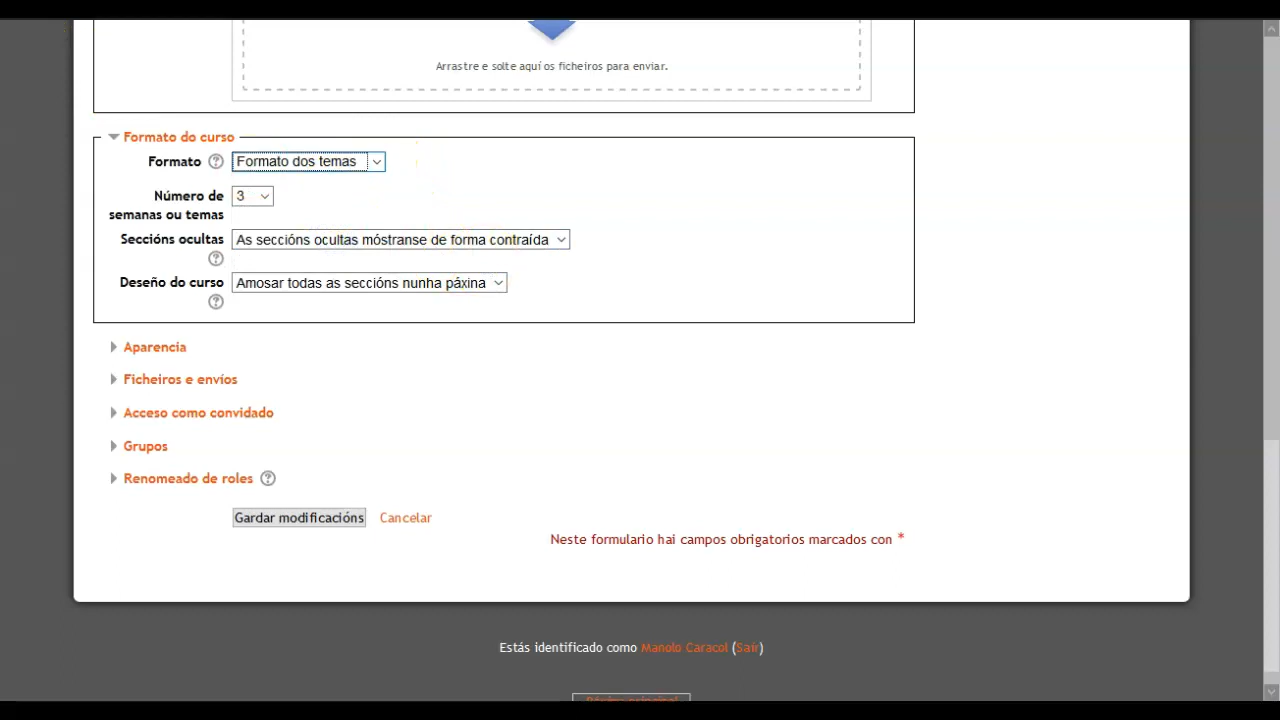 Arrastre e solte aquí os ficheiros para enviar.
Formato do curso
Formato Formato dos temas
Número de semanas ou temas 3
Seccións ocultas As seccións ocultas móstranse de forma contraída
Deseño do curso Amosar todas as seccións nunha páxina
Aparencia
Ficheiros e envíos
Acceso como convidado
Grupos
Renomeado de roles
Gardar modificacións Cancelar
Neste formulario hai campos obrigatorios marcados con *
Estás identificado como Manolo Caracol (Saír)